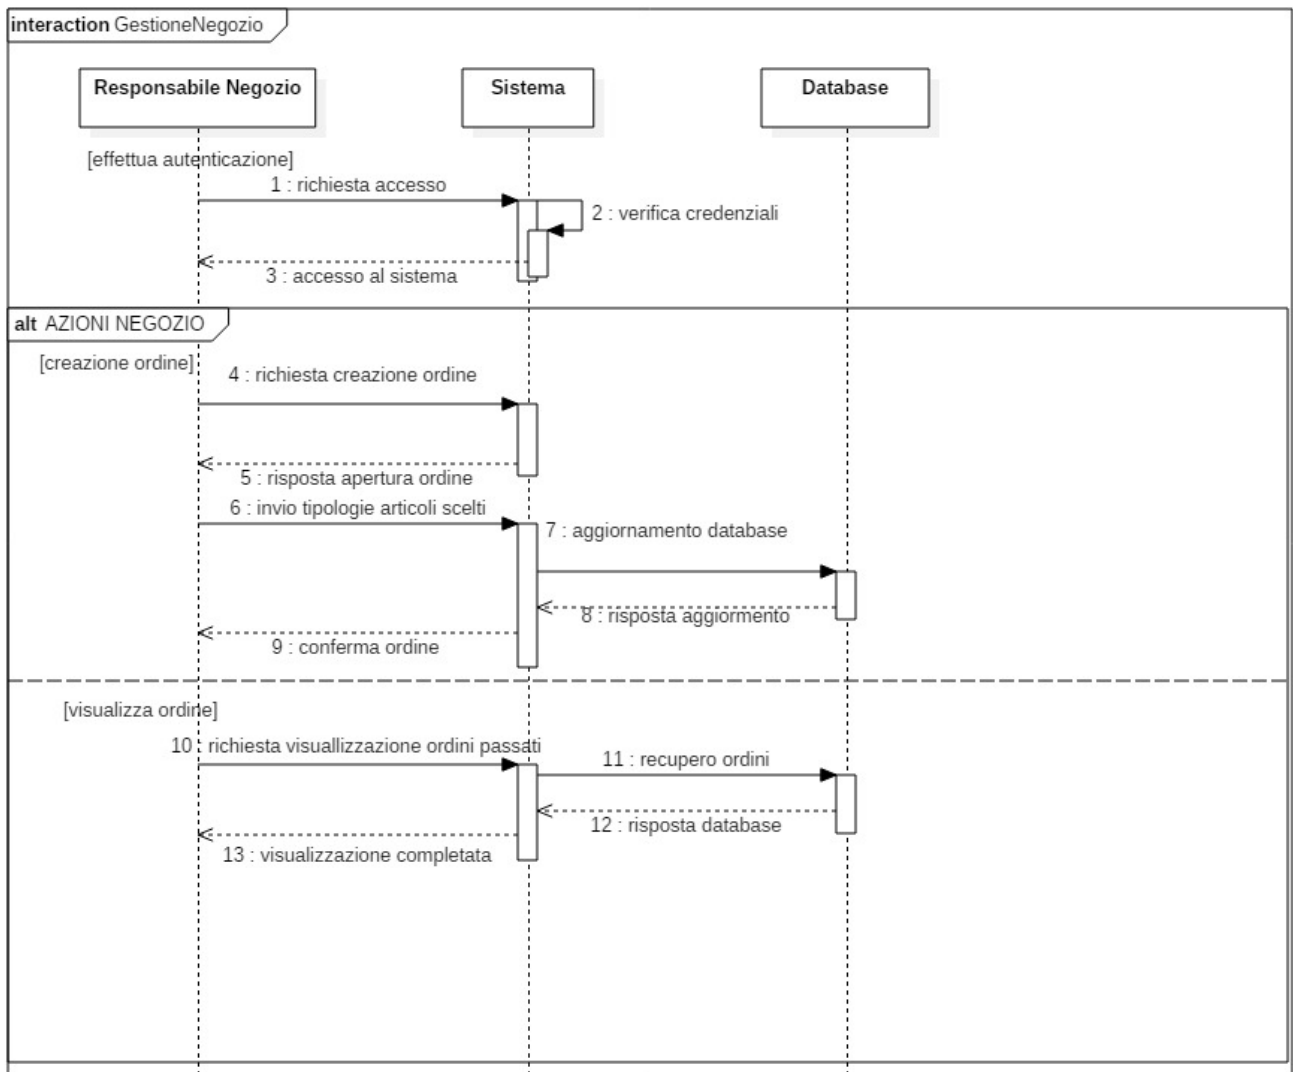 interaction GestioneNegozio
Responsabile Negozio
Sistema
Database
[effettua autenticazione]
1 : richiesta accesso
2 : verifica credenziali
3 : accesso al sistema
alt AZIONI NEGOZIO
[creazione ordine]
4 : richiesta creazione ordine
5 : risposta apertura ordine
6 : invio tipologie articoli scelti
7 : aggiornamento database
8 : risposta aggiormento
9 : conferma ordine
[visualizza ordine]
10 : richiesta visuallizzazione ordini passati
11 : recupero ordini
12 : risposta database
13 : visualizzazione completata